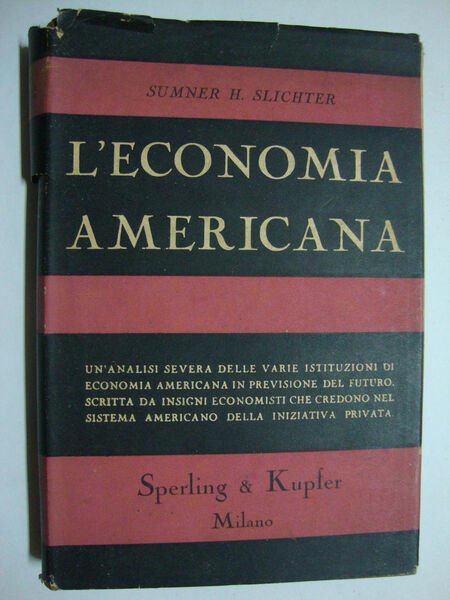 SUMNER H. SLICHTER
L'ECONOMIA
AMERICANA
UN'ANALISI SEVERA DELLE VARIE ISTITUZIONI DI
ECONOMIA AMERICANA IN PREVISIONE DEL FUTURO.
SCRITTA DA INSIGNI ECONOMISTI CHE CREDONO NEL
SISTEMA AMERICANO DELLA INIZIATIVA PRIVATA.
Sperling & Kupfer
Milano